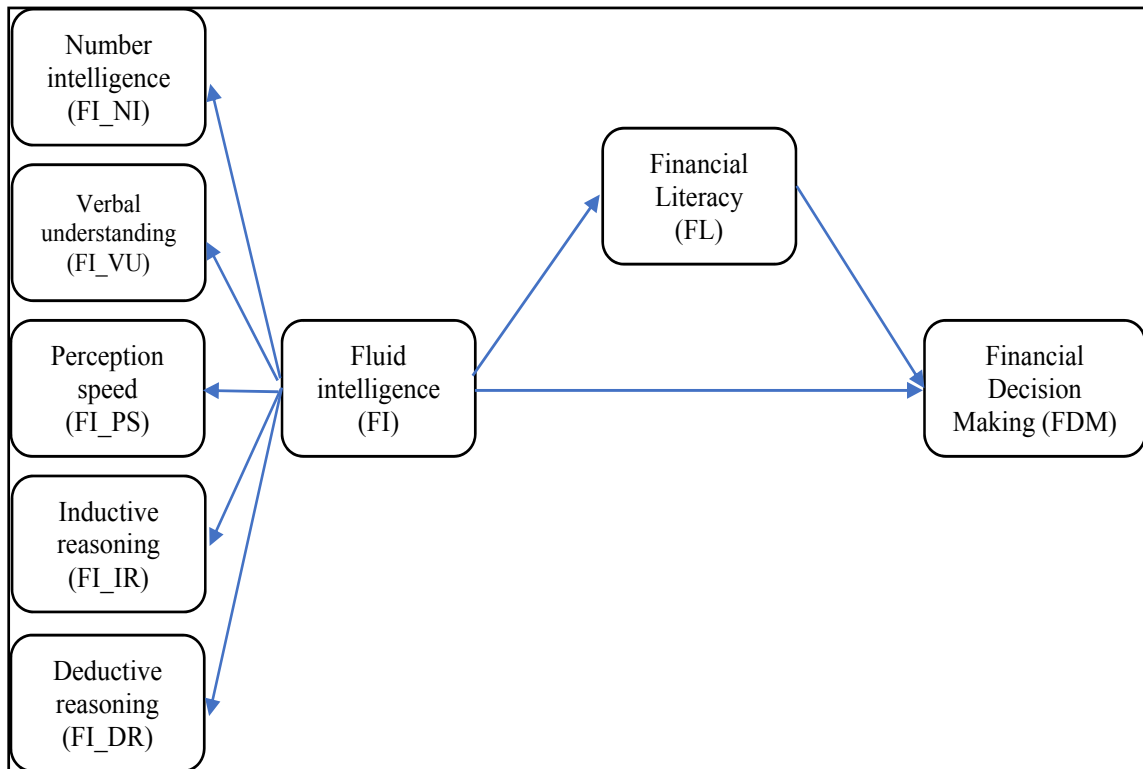 Number
intelligence
(FI_NI)
Verbal
understanding
(FI_VU)
Perception
speed
(FI_PS)
Inductive
reasoning
(FI_IR)
Deductive
reasoning
(FI_DR)
Fluid
intelligence
(FI)
Financial
Literacy
(FL)
Financial
Decision
Making (FDM)